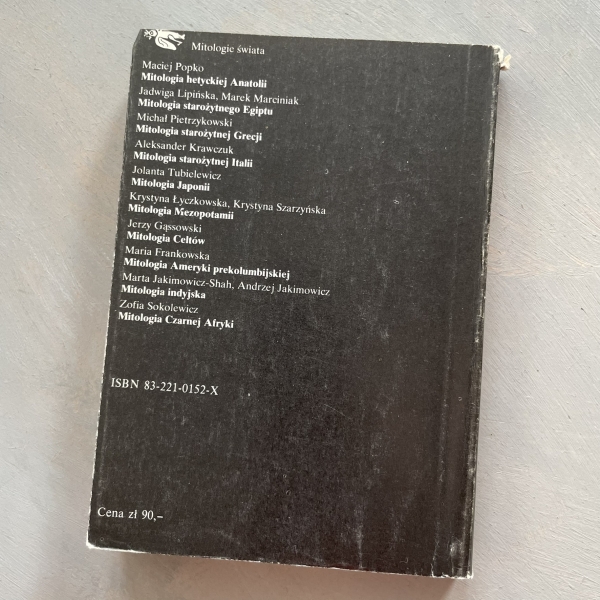 Mitologie świata
Maciej Popko
Mitologia hetyckiej Anatolii
Jadwiga Lipińska, Marek Marciniak
Mitologia starożytnego Egiptu
Michał Pietrzykowski
Mitologia starożytnej Grecji
Aleksander Krawczuk
Mitologia starożytnej Italii
Jolanta Tubielewicz
Mitologia Japonii
Krystyna Łyczkowska, Krystyna Szarzyńska
Mitologia Mezopotamii
Jerzy Gąssowski
Mitologia Celtów
Maria Frankowska
Mitologia Ameryki prekolumbijskiej
Marta Jakimowicz-Shah, Andrzej Jakimowicz
Mitologia indyjska
Zofia Sokolewicz
Mitologia Czarnej Afryki
ISBN 83-221-0152-X
Cena zł 90,–